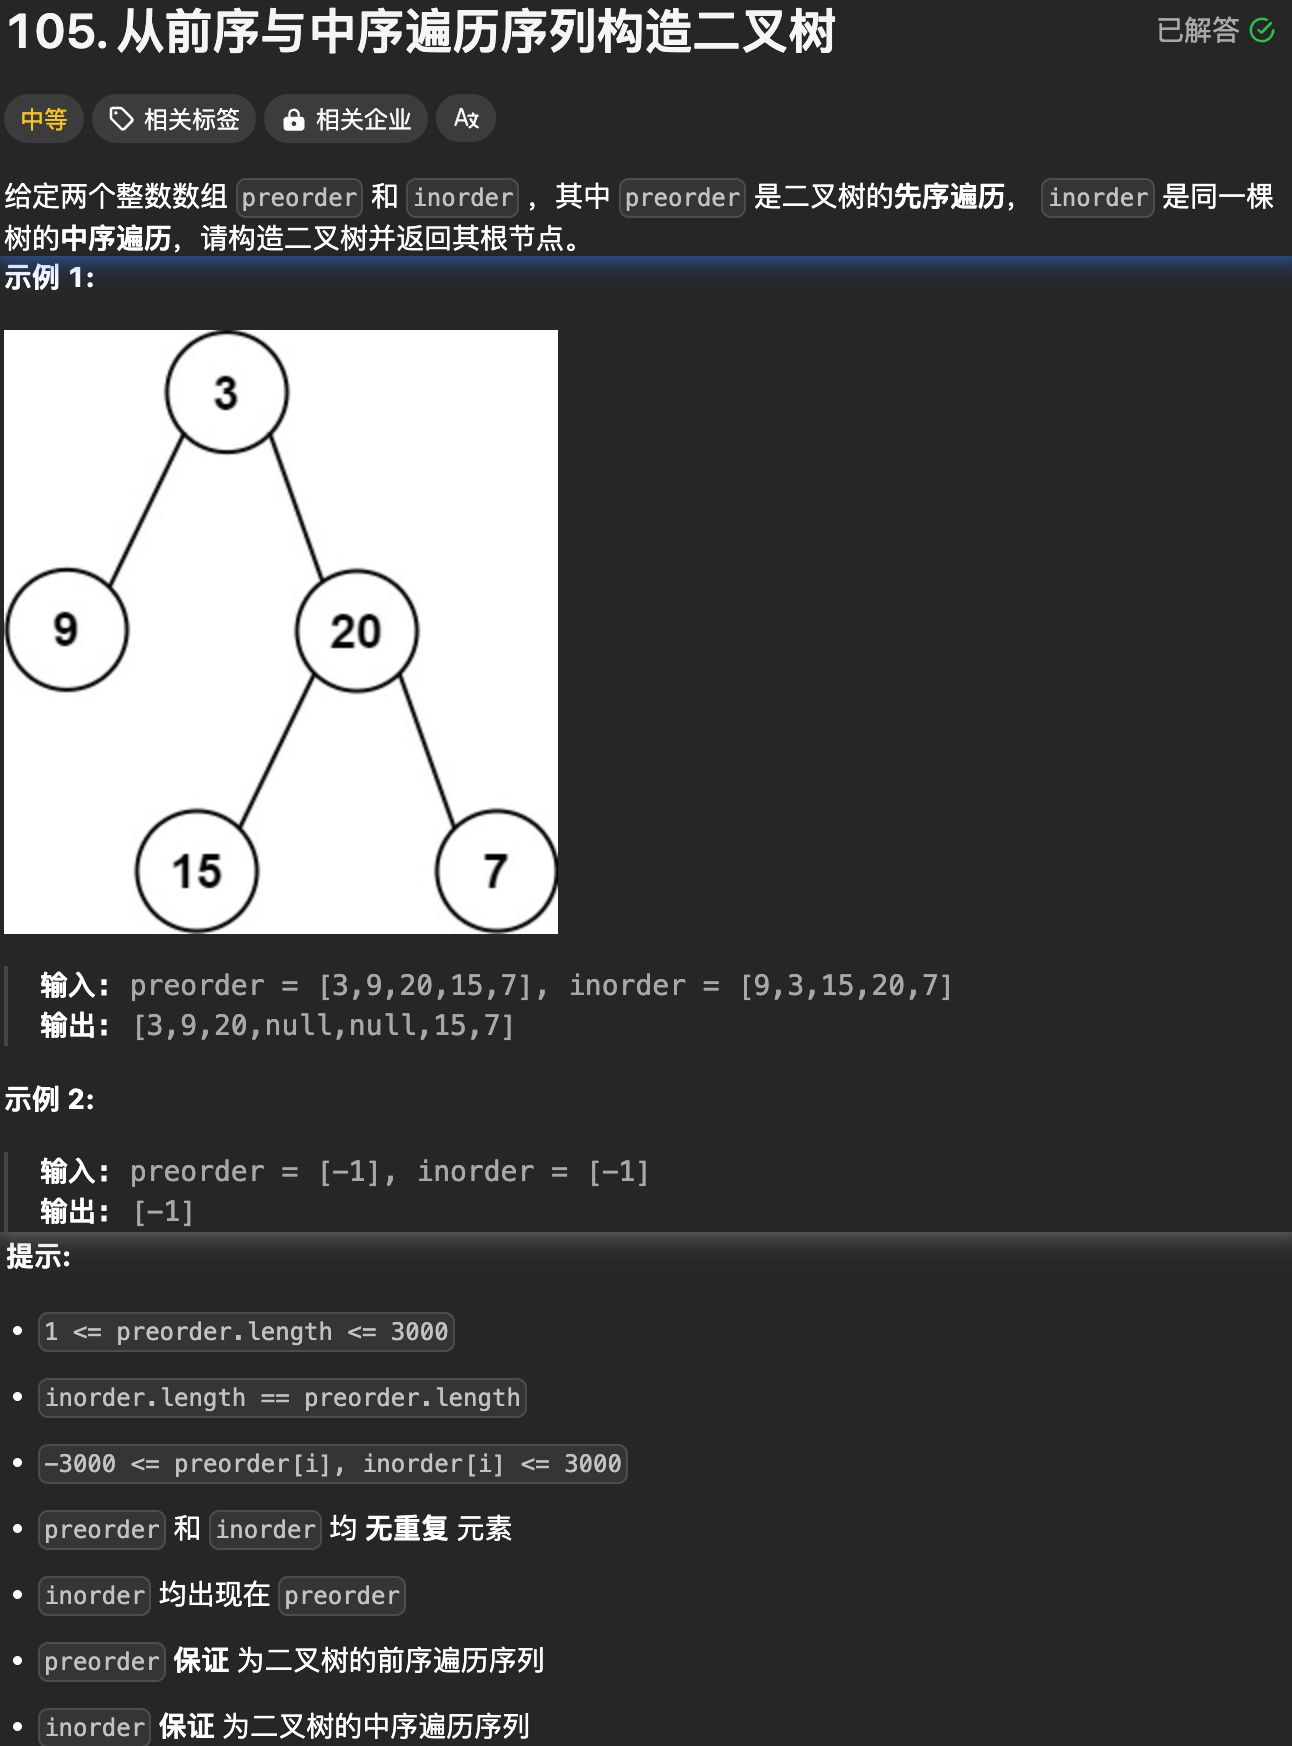 105. 从前序与中序遍历序列构造二叉树
已解答
中等 相关标签 相关企业 A文
给定两个整数数组 preorder 和 inorder ，其中 preorder 是二叉树的先序遍历， inorder 是同一棵
树的中序遍历，请构造二叉树并返回其根节点。
示例 1:
3
9
20
15
7
输入: preorder = [3,9,20,15,7], inorder = [9,3,15,20,7]
输出: [3,9,20,null,null,15,7]
示例 2:
输入: preorder = [-1], inorder = [-1]
输出: [-1]
提示:
• 1 <= preorder.length <= 3000
• inorder.length == preorder.length
• -3000 <= preorder[i], inorder[i] <= 3000
• preorder 和 inorder 均 无重复 元素
• inorder 均出现在 preorder
• preorder 保证 为二叉树的前序遍历序列
• inorder 保证 为二叉树的中序遍历序列